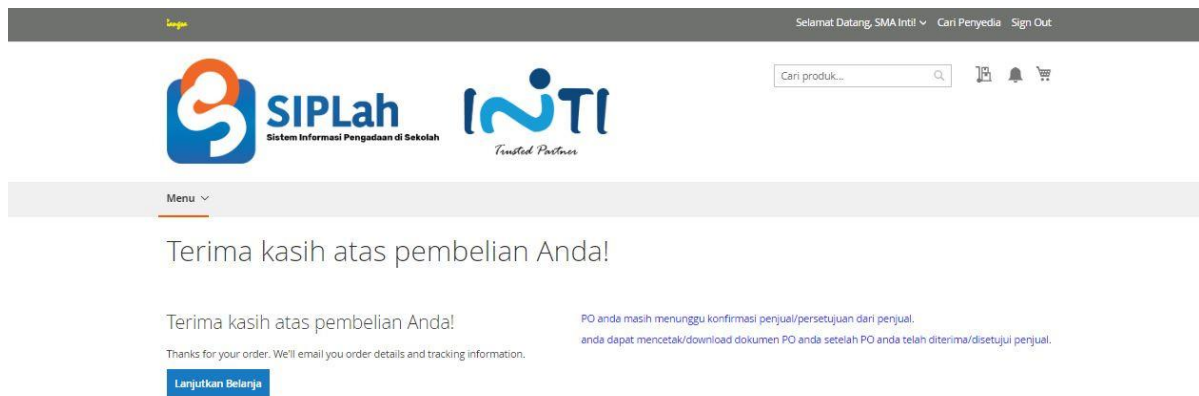 Selamat Datang, SMA Inti!
Cari Penyedia
Sign Out
SIPLah
Sistem Informasi Pengadaan di Sekolah
INTI
Trusted Partner
Cari produk...
Menu
Terima kasih atas pembelian Anda!
Terima kasih atas pembelian Anda!
Thanks for your order. We'll email you order details and tracking information.
Lanjutkan Belanja
PO anda masih menunggu konfirmasi penjual/persetujuan dari penjual.
anda dapat mencetak/download dokumen PO anda setelah PO anda telah diterima/disetujui penjual.